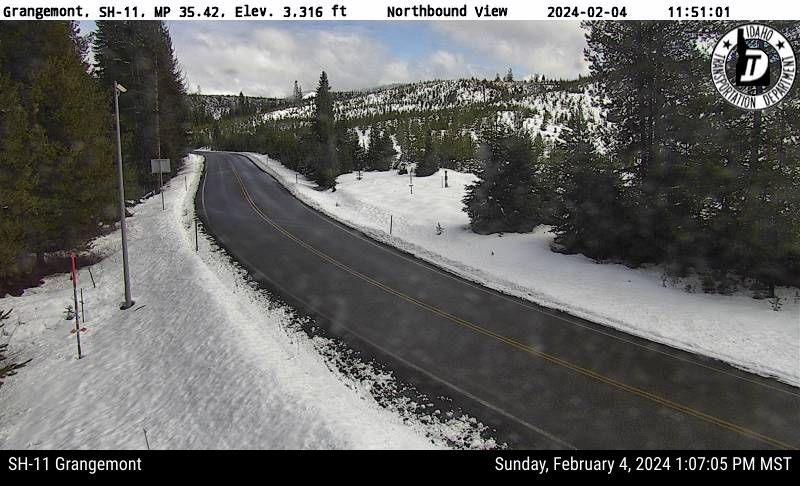 Grangemont, SH-11, MP 35.42, Elev. 3,316 ft Northbound View 2024-02-04 11:51:01
IDAHO
TRANSPORTATION DEPARTMENT
SH-11 Grangemont Sunday, February 4, 2024 1:07:05 PM MST